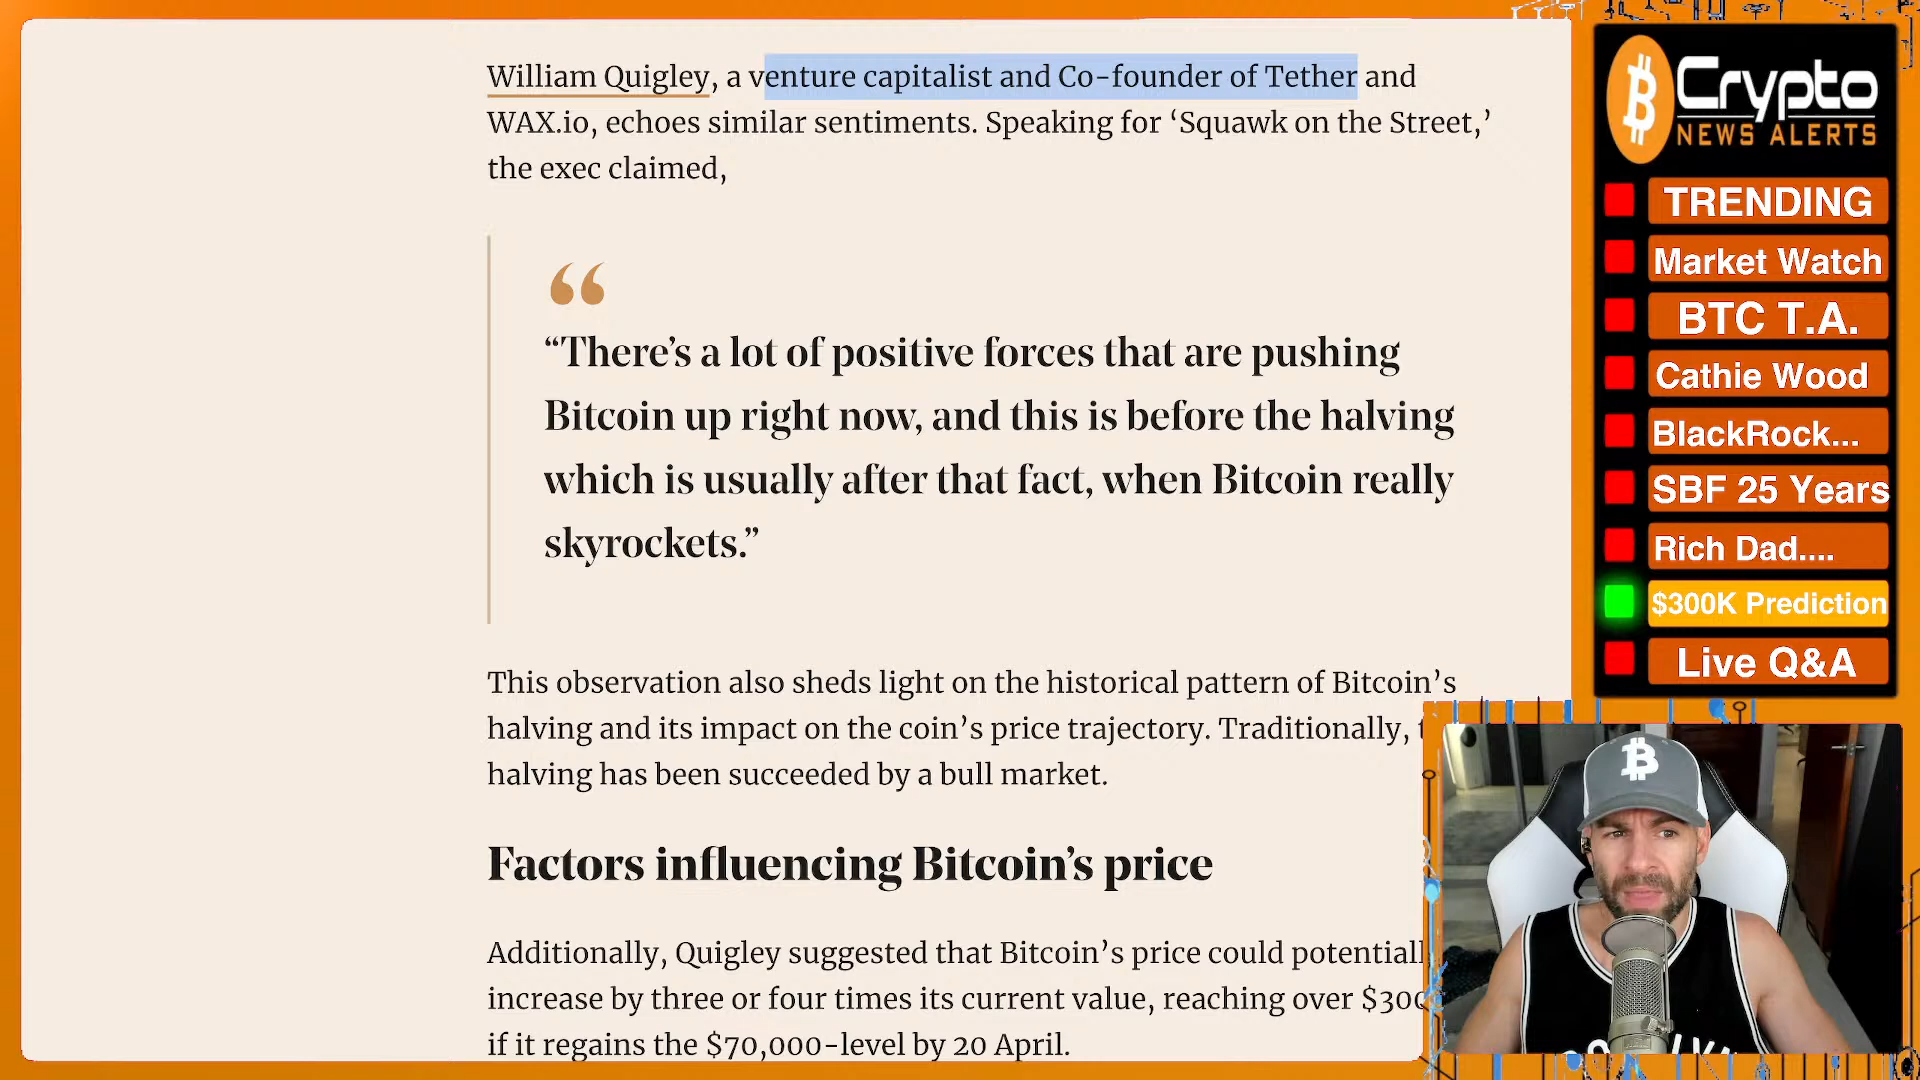 William Quigley, a venture capitalist and Co-founder of Tether and
WAX.io, echoes similar sentiments. Speaking for ‘Squawk on the Street,’
the exec claimed,
“
“There’s a lot of positive forces that are pushing
Bitcoin up right now, and this is before the halving
which is usually after that fact, when Bitcoin really
skyrockets.”
This observation also sheds light on the historical pattern of Bitcoin’s
halving and its impact on the coin’s price trajectory. Traditionally,
halving has been succeeded by a bull market.
Factors influencing Bitcoin’s price
Additionally, Quigley suggested that Bitcoin’s price could potentiall
increase by three or four times its current value, reaching over $300
if it regains the $70,000-level by 20 April.
Crypto
NEWS ALERTS
TRENDING
Market Watch
BTC T.A.
Cathie Wood
BlackRock...
SBF 25 Years
Rich Dad....
$300K Prediction
Live Q&A